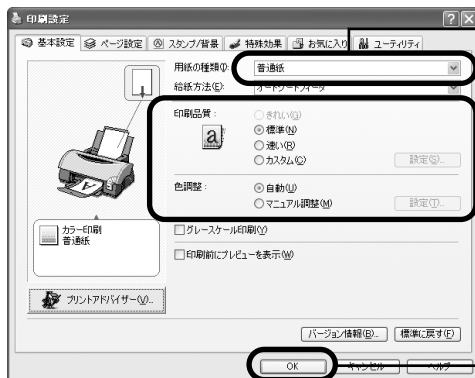 印刷設定
基本設定 ページ設定 スタンプ/背景 特殊効果 お気に入り ユーティリティ
用紙の種類(I): 普通紙
給紙方法(E): オートシートフィーダ
印刷品質: きれい(G)
a 標準(N)
速い(R)
カスタム(C) 設定(S)...
色調整: 自動(U)
マニュアル調整(M) 設定(T)...
カラー印刷
普通紙
グレースケール印刷(Y)
印刷前にプレビューを表示(W)
プリントアドバイザー(V)...
バージョン情報(B)... 標準に戻す(F)
OK キャンセル ヘルプ